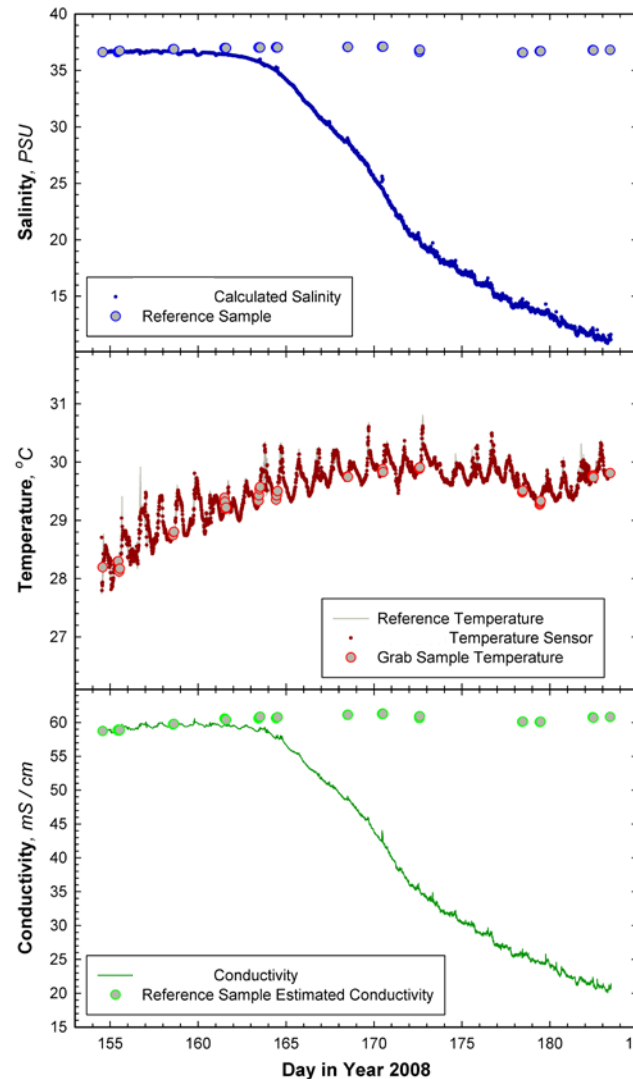 40
35
30
25
20
15
Salinity, PSU
Calculated Salinity
Reference Sample
31
30
29
28
27
Temperature, °C
Reference Temperature
Temperature Sensor
Grab Sample Temperature
60
55
50
45
40
35
30
25
20
15
Conductivity, mS / cm
Conductivity
Reference Sample Estimated Conductivity
155 160 165 170 175 180
Day in Year 2008